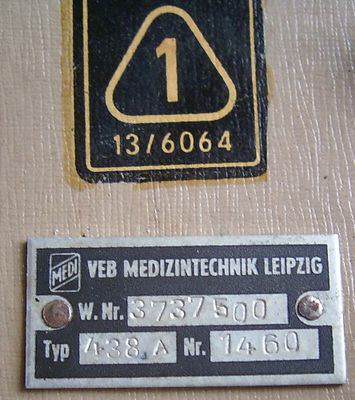 1
13/6064
MEDI VEB MEDIZINTECHNIK LEIPZIG
W. Nr. 3737500
Typ 438 A Nr. 1460